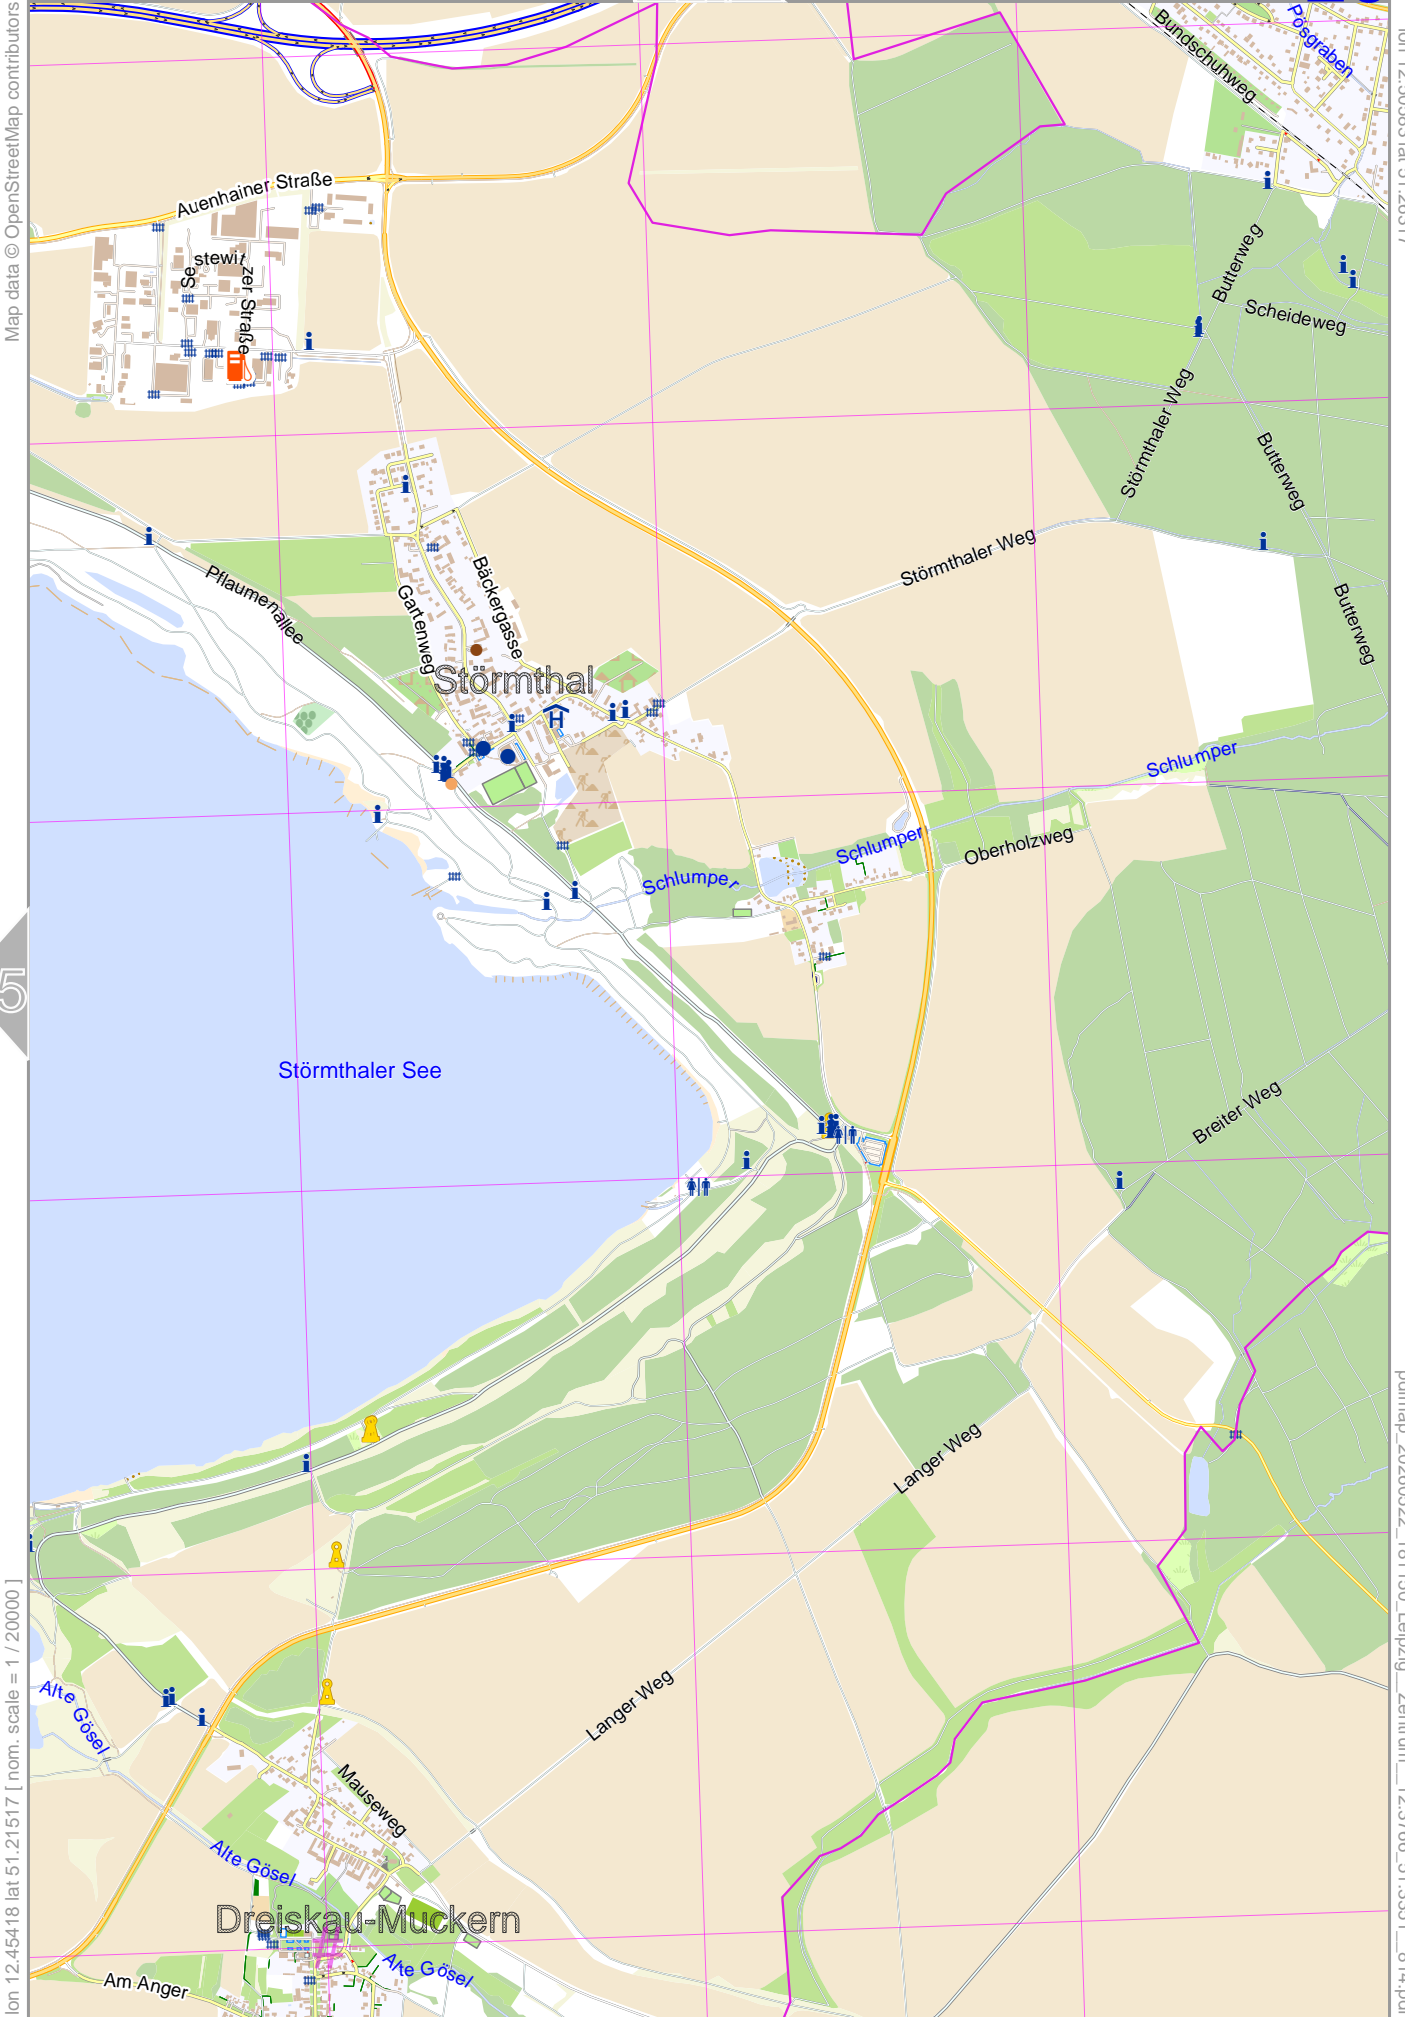 Map data © OpenStreetMap contributors
Pösgraben
Bundschuhweg
Auenhainer Straße
Sestewitzer Straße
Butterweg
Scheideweg
Störmthaler Weg
Butterweg
Störmthaler Weg
Pflaumenallee
Bäckergasse
Gartenweg
Butterweg
Störmthal
H
Schlumper
Schlumper
Oberholzweg
Schlumper
5
Störmthaler See
Breiter Weg
Langer Weg
lon 12.45418 lat 51.21517 [ nom. scale = 1 / 20000 ]
Alte Gösel
Langer Weg
Mauseweg
Alte Gösel
Dreiskau-Muckern
Alte Gösel
Am Anger